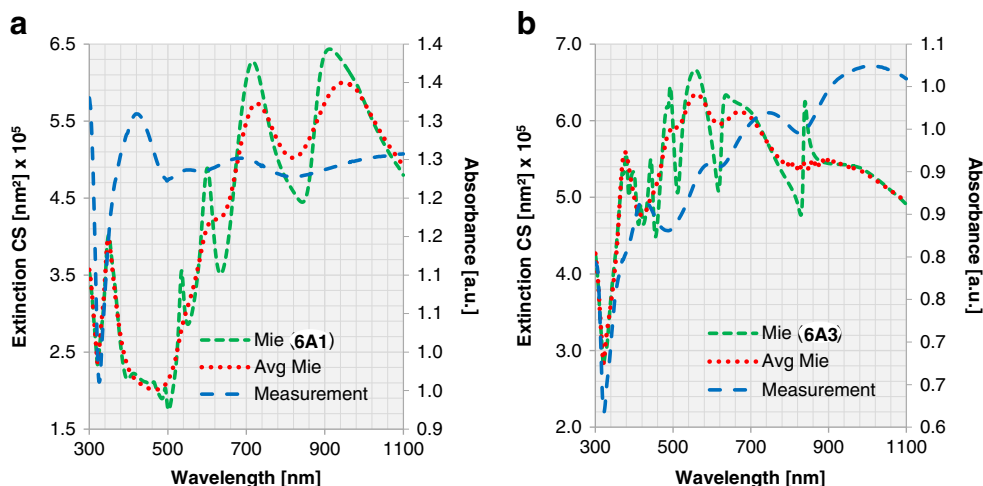 a
6.5
5.5
4.5
3.5
2.5
1.5
Extinction CS [nm²] x 10⁵
1.4
1.4
1.3
1.3
1.2
1.2
1.1
1.1
1.0
1.0
0.9
Absorbance [a.u.]
Mie (6A1)
Avg Mie
Measurement
300 500 700 900 1100
Wavelength [nm]
b
7.0
6.0
5.0
4.0
3.0
2.0
Extinction CS [nm²] x 10⁵
1.1
1.0
1.0
0.9
0.9
0.8
0.8
0.7
0.7
0.6
Absorbance [a.u.]
Mie (6A3)
Avg Mie
Measurement
300 500 700 900 1100
Wavelength [nm]